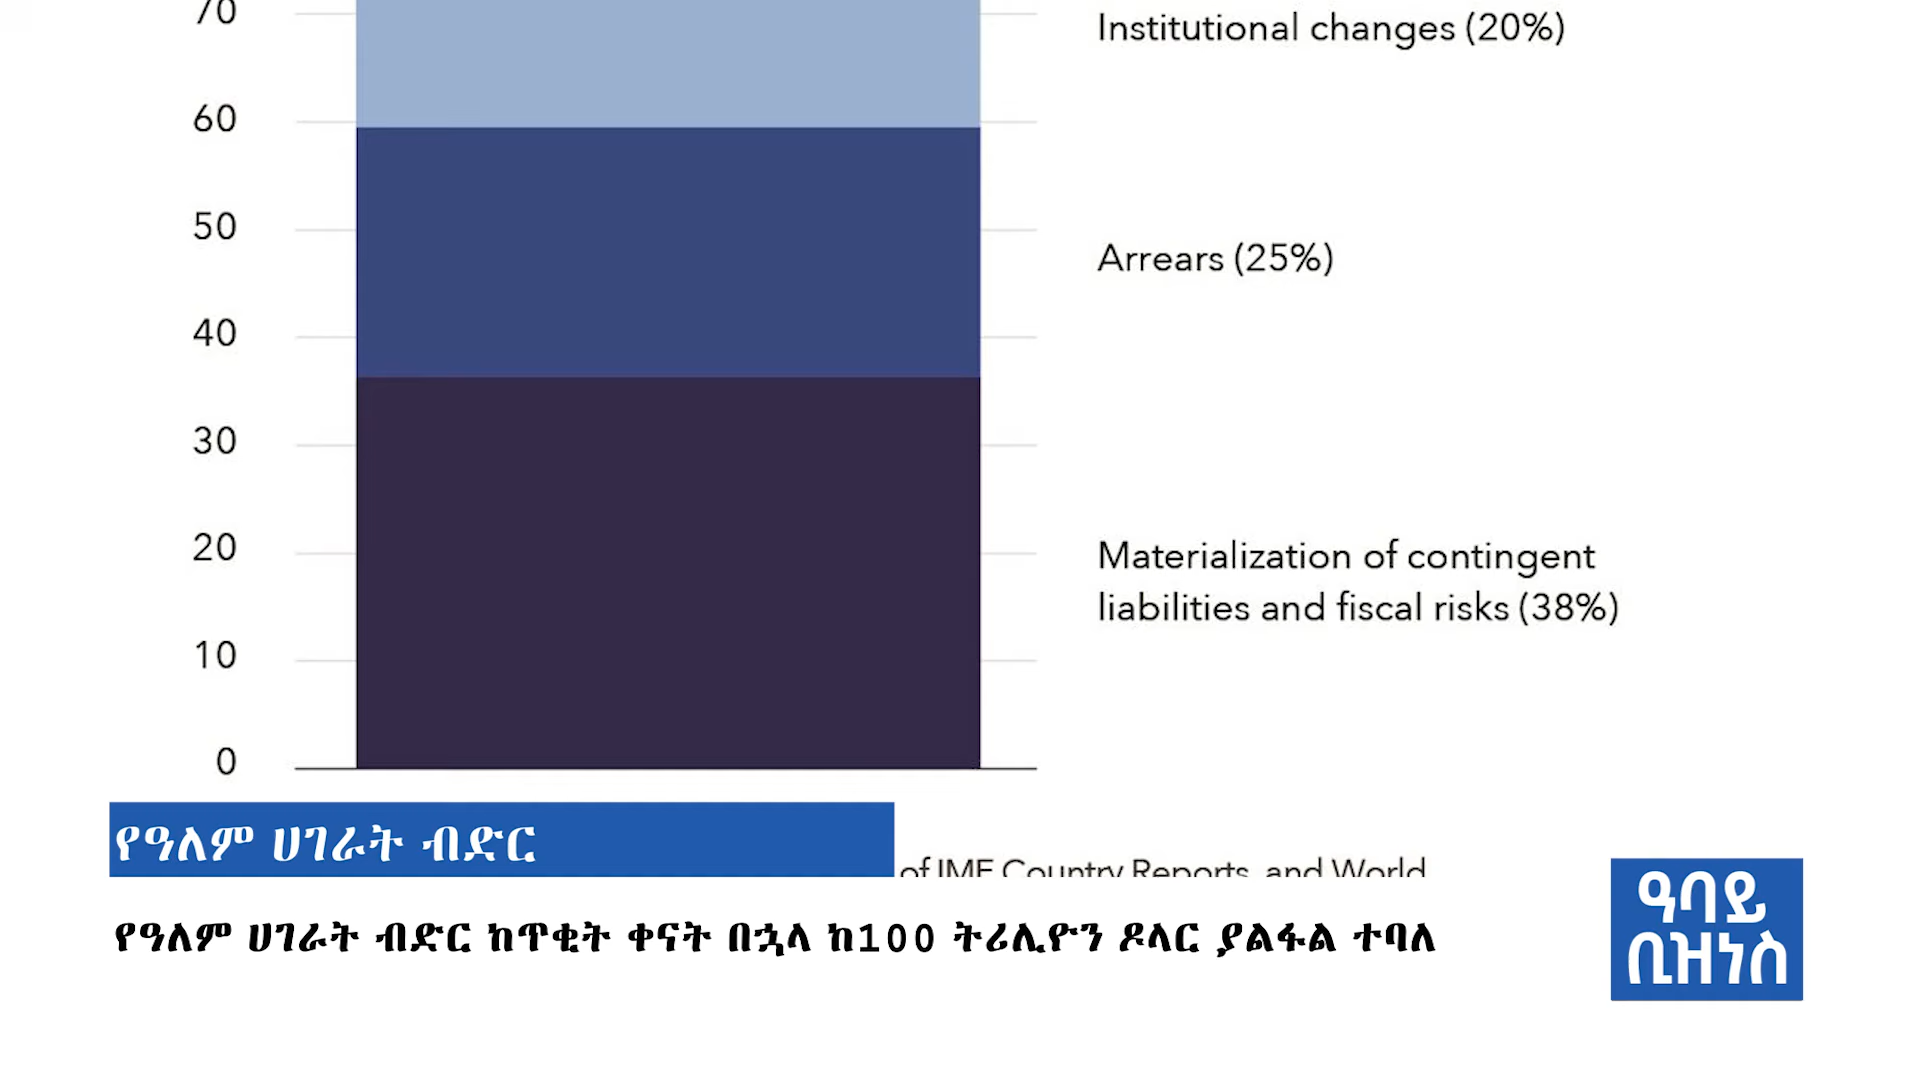 70
Institutional changes (20%)
60
50
Arrears (25%)
40
30
20
Materialization of contingent
liabilities and fiscal risks (38%)
10
0
የዓለም ሀገራት ብድር
of IMF Country Reports, and World
የዓለም ሀገራት ብድር ከጥቂት ቀናት በኋላ ከ100 ትሪሊዮን ዶላር ያልፋል ተባለ
ዓባይ
ቢዝነስ